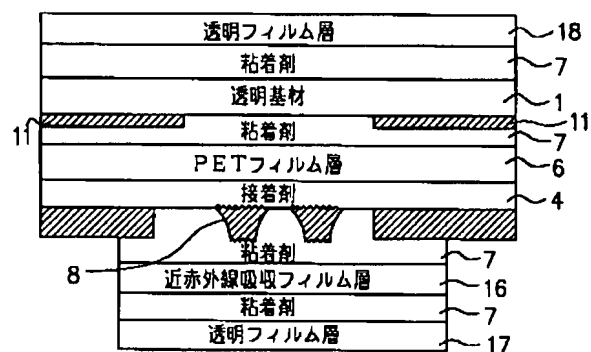 透明フィルム層 18
粘着剤 7
透明基材 1
11 粘着剤 11
7
PETフィルム層 6
接着剤 4
8 粘着剤 7
近赤外線吸収フィルム層 16
粘着剤 7
透明フィルム層 17